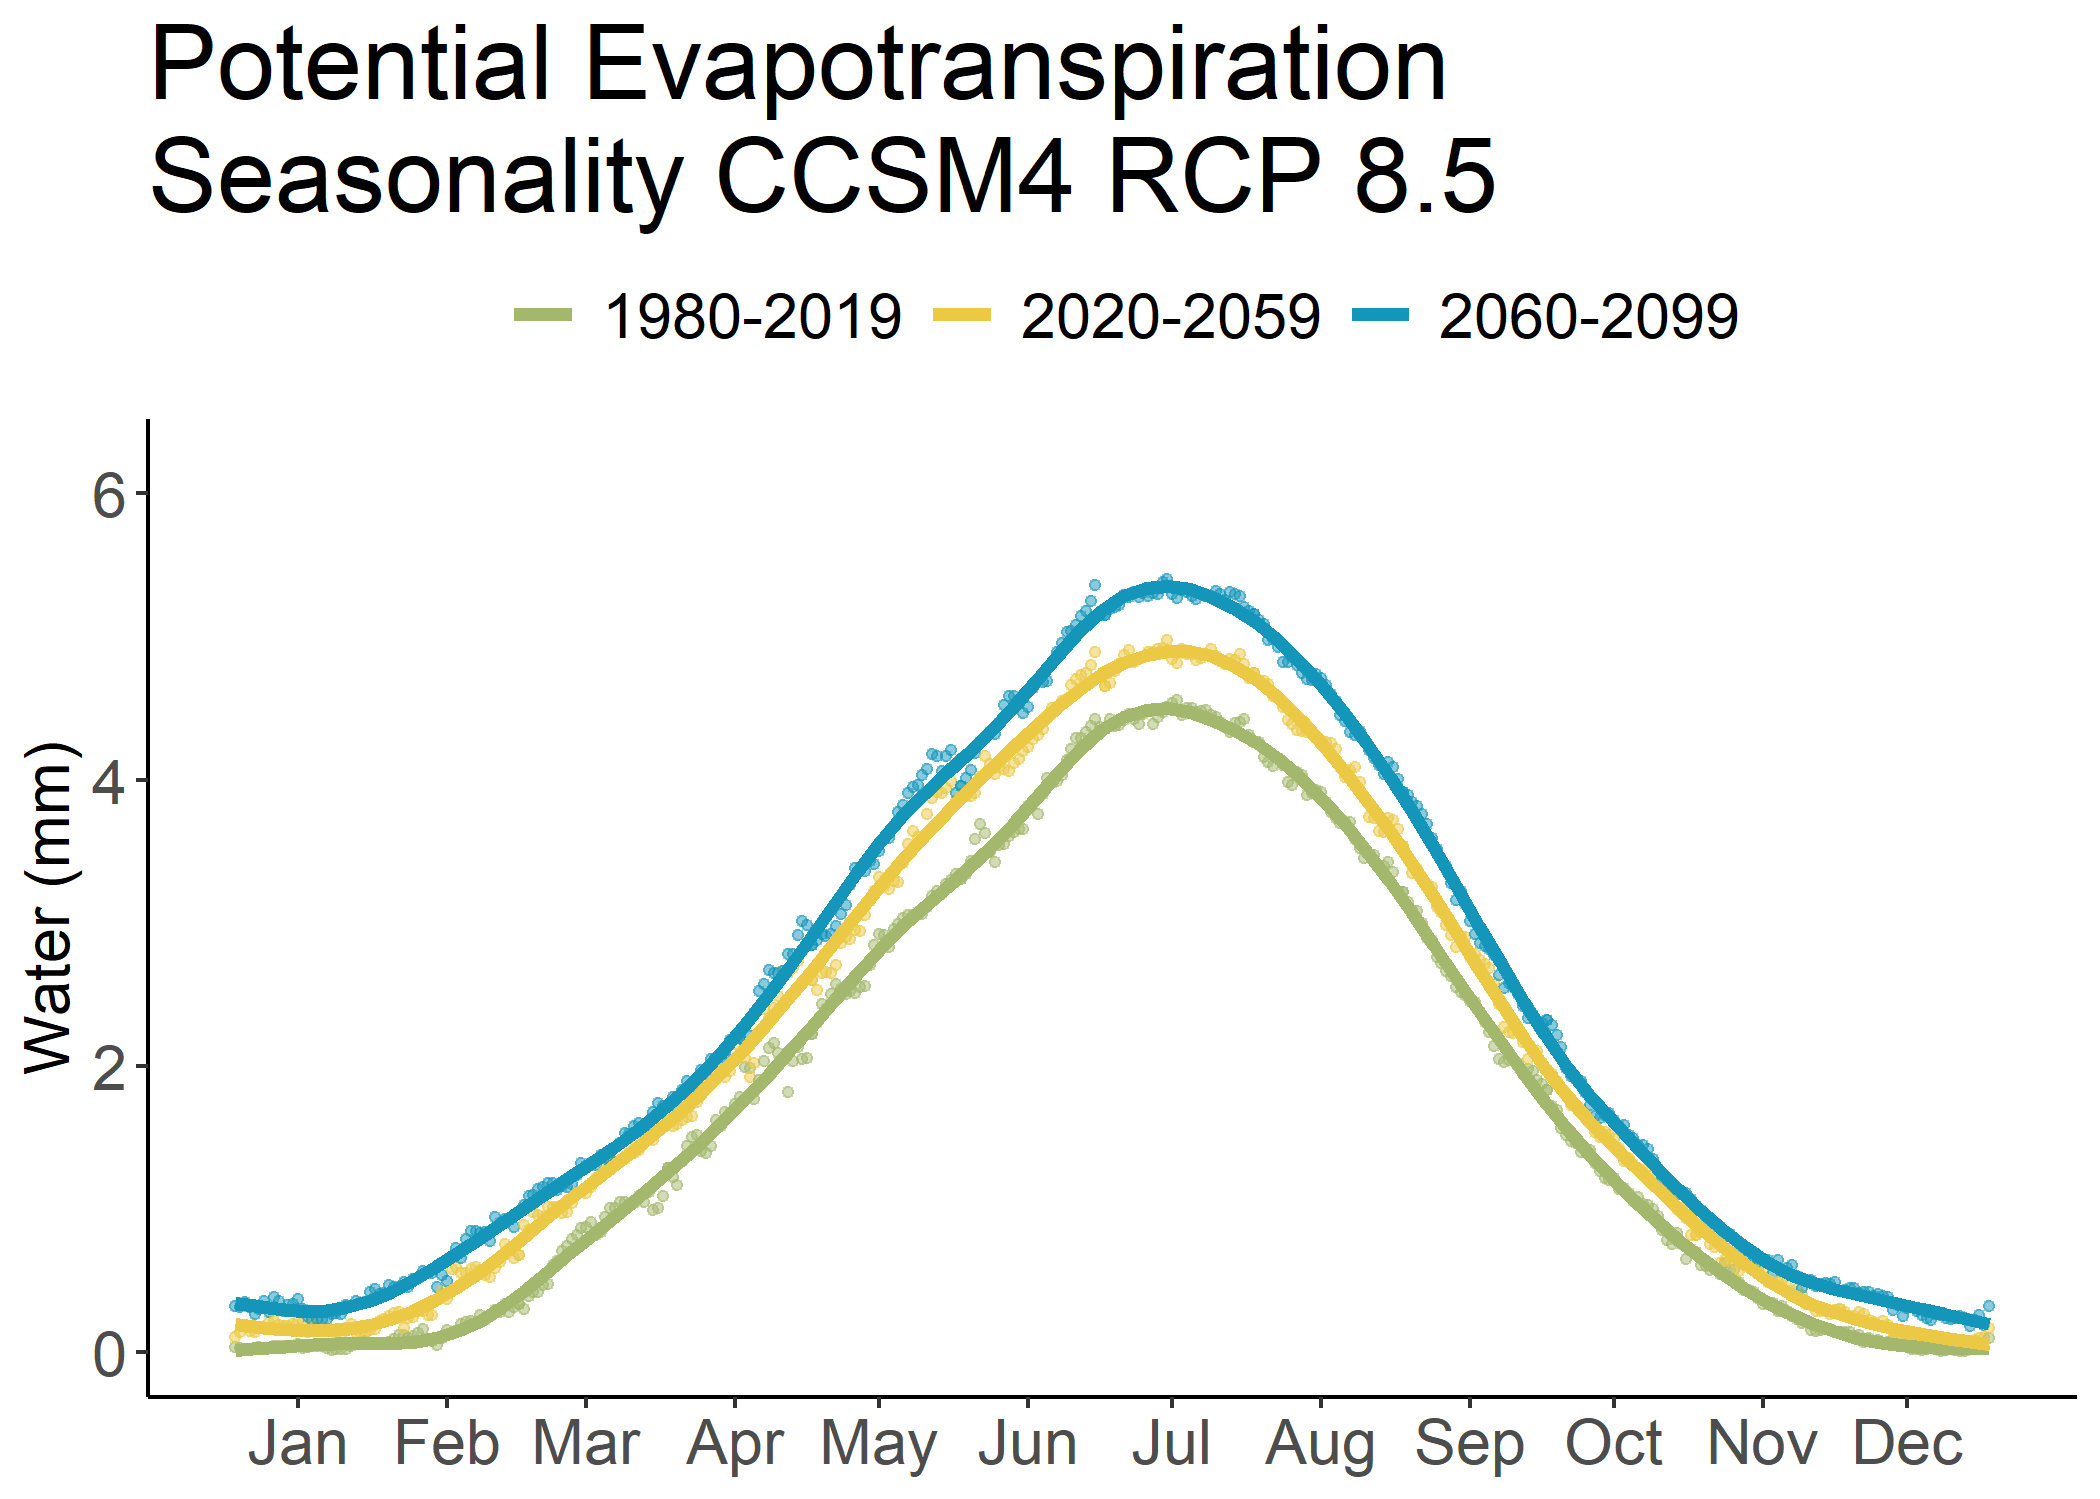 Potential Evapotranspiration
Seasonality CCSM4 RCP 8.5
1980-2019 2020-2059 2060-2099
Water (mm)
6
4
2
0
Jan Feb Mar Apr May Jun Jul Aug Sep Oct Nov Dec